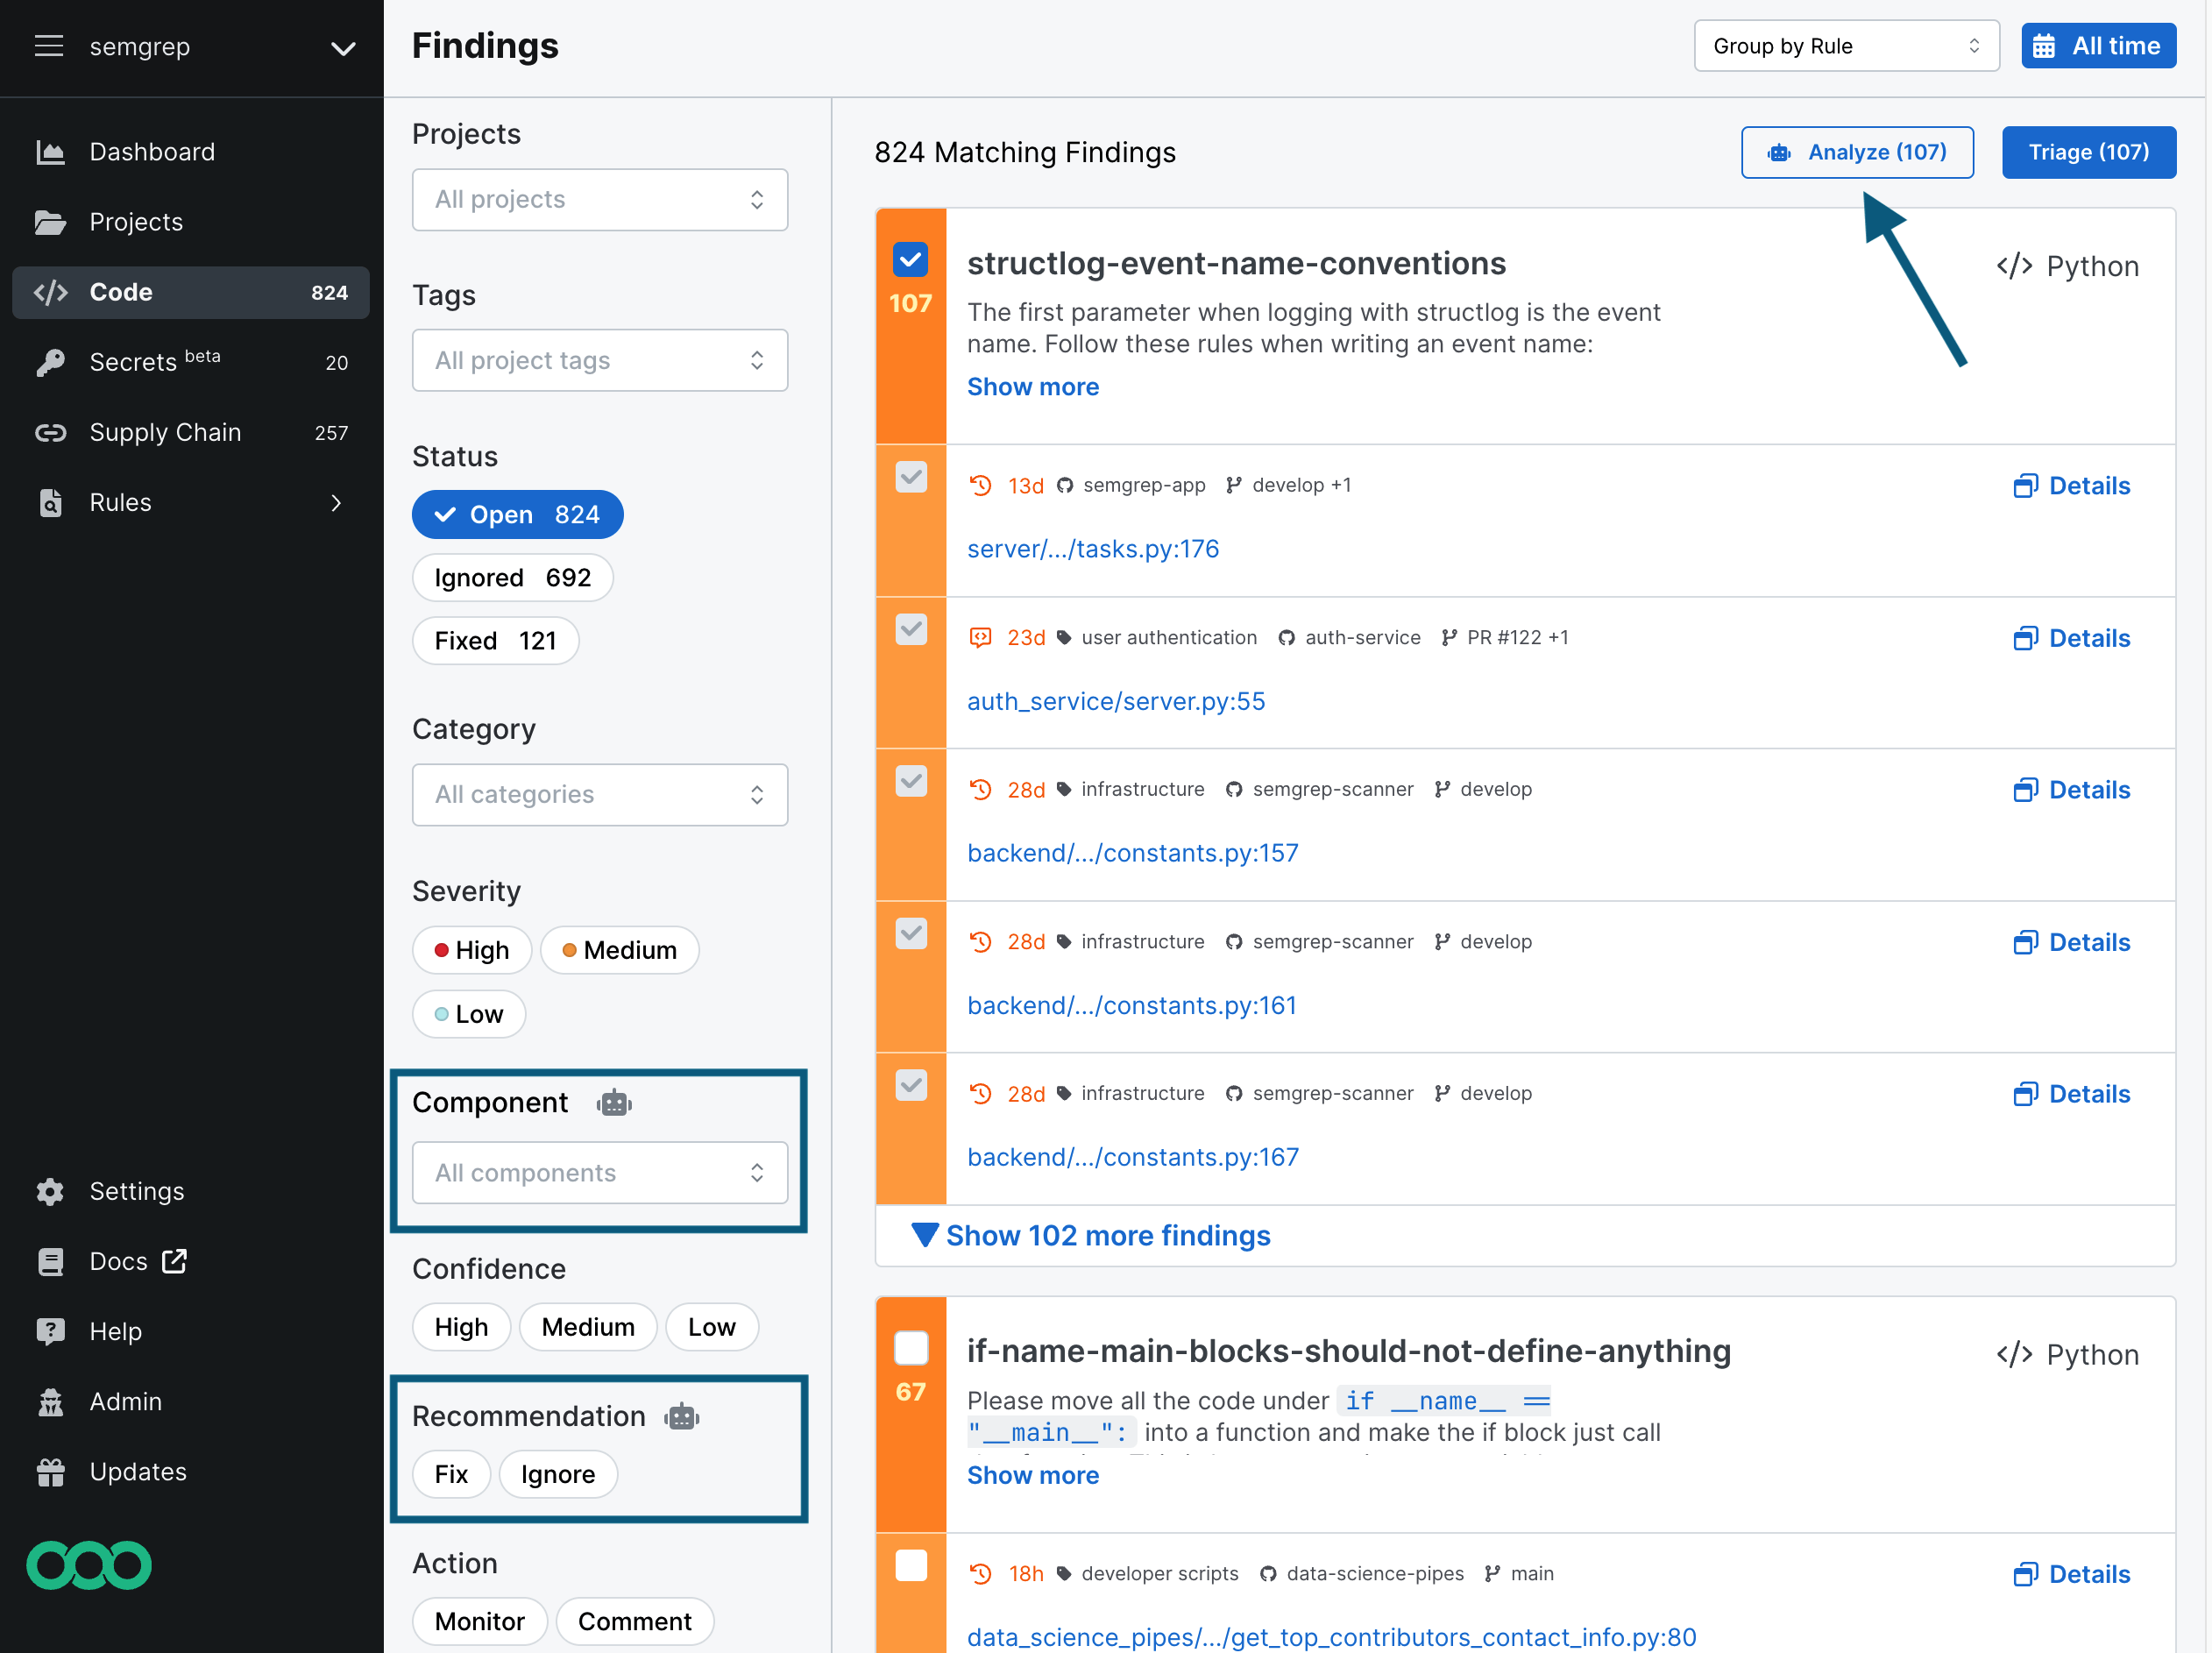 semgrep
Dashboard
Projects
Code 824
Secrets beta 20
Supply Chain 257
Rules
Settings
Docs
Help
Admin
Updates
Findings
Group by Rule
All time
Projects
All projects
Tags
All project tags
Status
Open 824
Ignored 692
Fixed 121
Category
All categories
Severity
High
Medium
Low
Component
All components
Confidence
High
Medium
Low
Recommendation
Fix
Ignore
Action
Monitor
Comment
824 Matching Findings
Analyze (107)
Triage (107)
107
structlog-event-name-conventions
Python
The first parameter when logging with structlog is the event
name. Follow these rules when writing an event name:
Show more
13d semgrep-app develop +1
Details
server/.../tasks.py:176
23d user authentication auth-service PR #122 +1
Details
auth_service/server.py:55
28d infrastructure semgrep-scanner develop
Details
backend/.../constants.py:157
28d infrastructure semgrep-scanner develop
Details
backend/.../constants.py:161
28d infrastructure semgrep-scanner develop
Details
backend/.../constants.py:167
Show 102 more findings
67
if-name-main-blocks-should-not-define-anything
Python
Please move all the code under if __name__ ==
"__main__": into a function and make the if block just call
Show more
18h developer scripts data-science-pipes main
Details
data_science_pipes/.../get_top_contributors_contact_info.py:80